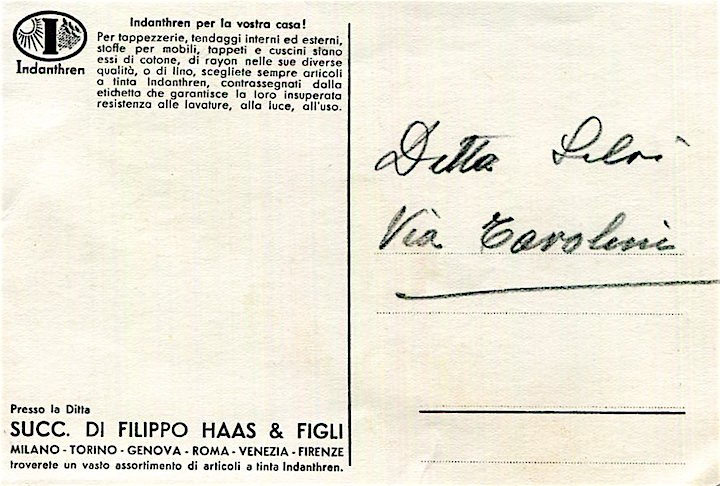 Indanthren per la vostra casa!
Per tappezzerie, tendaggi interni ed esterni,
stoffe per mobili, tappeti e cuscini siano
essi di cotone, di rayon nelle sue diverse
qualità, o di lino, scegliete sempre articoli
a tinta Indanthren, contrassegnati dalla
etichetta che garantisce la loro insuperata
resistenza alle lavature, alla luce, all'uso.
I
Indanthren
Ditta
Via
Presso la Ditta
SUCC. DI FILIPPO HAAS & FIGLI
MILANO - TORINO - GENOVA - ROMA - VENEZIA - FIRENZE
troverete un vasto assortimento di articoli a tinta Indanthren.